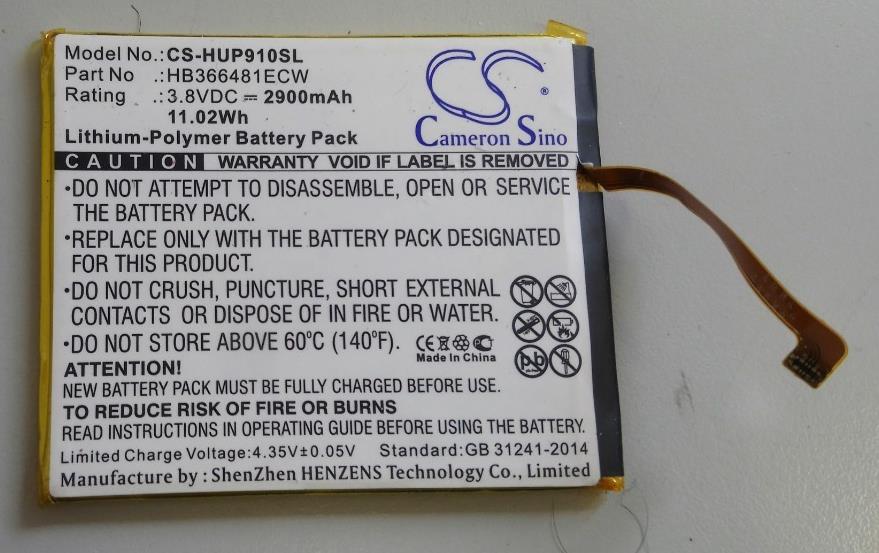 Model No.:CS-HUP910SL
Part No :HB366481ECW
Rating :3.8VDC ⎓ 2900mAh
11.02Wh
Lithium-Polymer Battery Pack
CS ®
Cameron Sino
CAUTION WARRANTY VOID IF LABEL IS REMOVED
•DO NOT ATTEMPT TO DISASSEMBLE, OPEN OR SERVICE
THE BATTERY PACK.
•REPLACE ONLY WITH THE BATTERY PACK DESIGNATED
FOR THIS PRODUCT.
•DO NOT CRUSH, PUNCTURE, SHORT EXTERNAL
CONTACTS OR DISPOSE OF IN FIRE OR WATER.
•DO NOT STORE ABOVE 60°C (140°F).
CE
Made In China
pb
ATTENTION!
NEW BATTERY PACK MUST BE FULLY CHARGED BEFORE USE.
TO REDUCE RISK OF FIRE OR BURN,
READ INSTRUCTIONS IN OPERATING GUIDE BEFORE USING THE BATTERY.
Limited Charge Voltage:4.35V±0.05V Standard:GB 31241-2014
Manufacturer by : ShenZhen HENZENS Technology Co., Limited